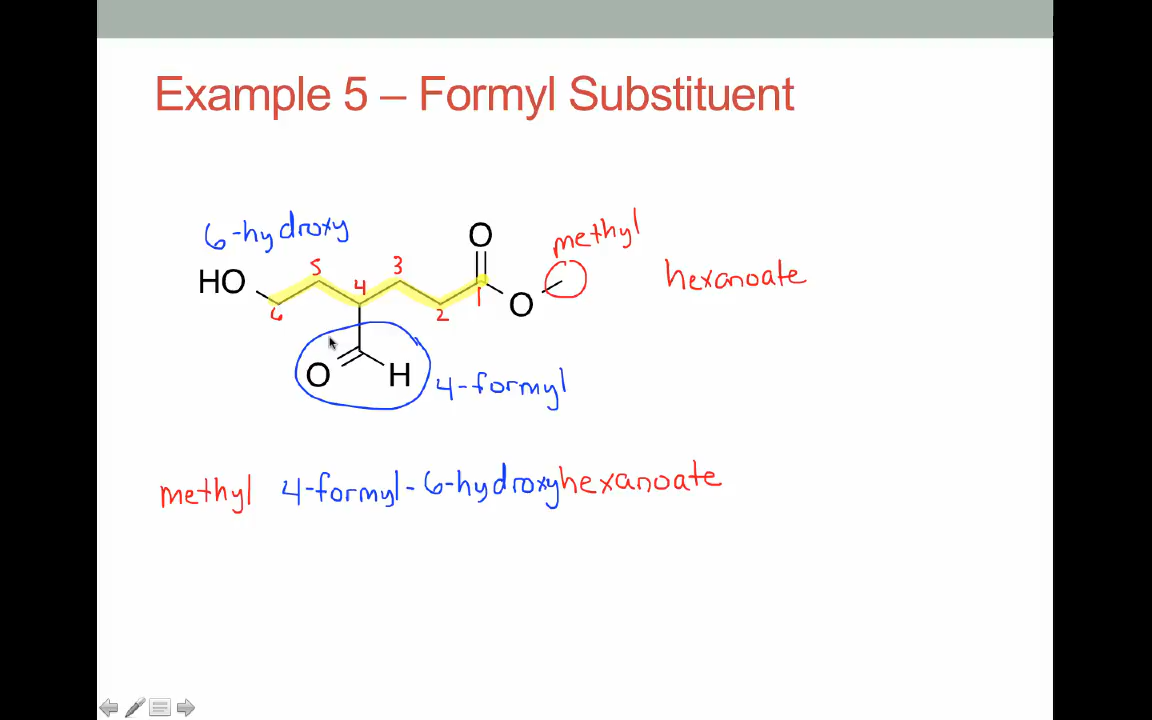 Example 5 – Formyl Substituent
6-hydroxy
methyl
hexanoate
HO
O
O
6
5
4
3
2
1
O
H
4-formyl
methyl 4-formyl-6-hydroxyhexanoate